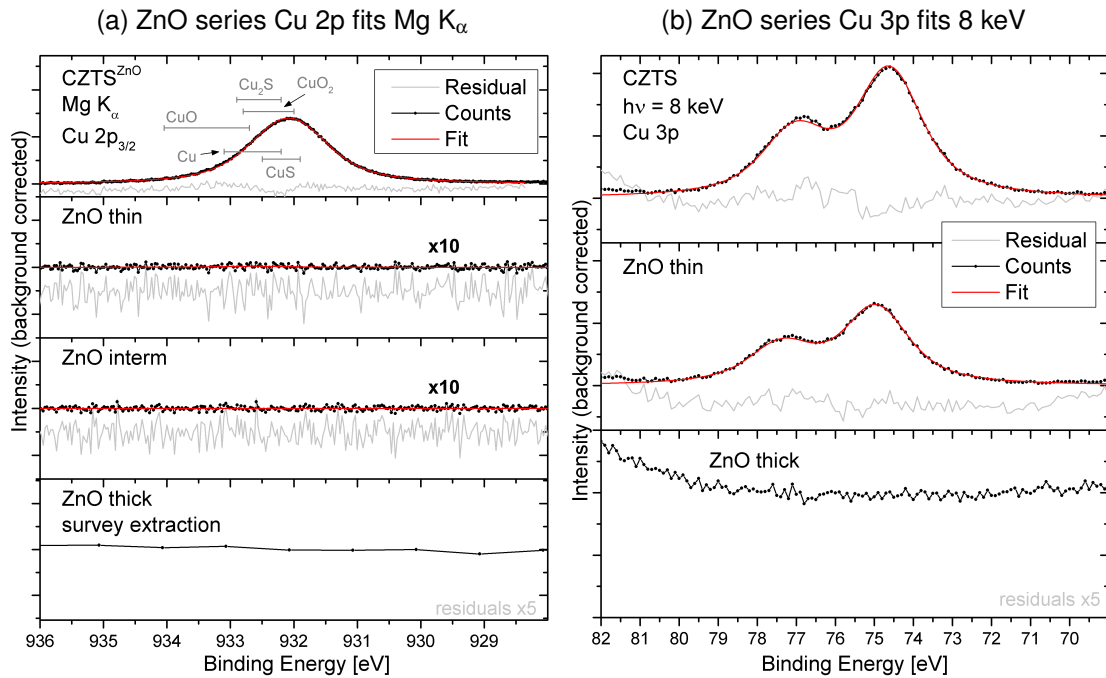 (a) ZnO series Cu 2p fits Mg Kα
CZTS^ZnO
Mg Kα
Cu 2p3/2
Cu2S
CuO2
CuO
Cu
CuS
Residual
Counts
Fit
ZnO thin
x10
ZnO interm
x10
ZnO thick
survey extraction
residuals x5
Intensity (background corrected)
936 935 934 933 932 931 930 929
Binding Energy [eV]
(b) ZnO series Cu 3p fits 8 keV
CZTS
hν = 8 keV
Cu 3p
Residual
Counts
Fit
ZnO thin
ZnO thick
residuals x5
Intensity (background corrected)
82 80 79 78 77 76 75 74 73 72 71 70
Binding Energy [eV]